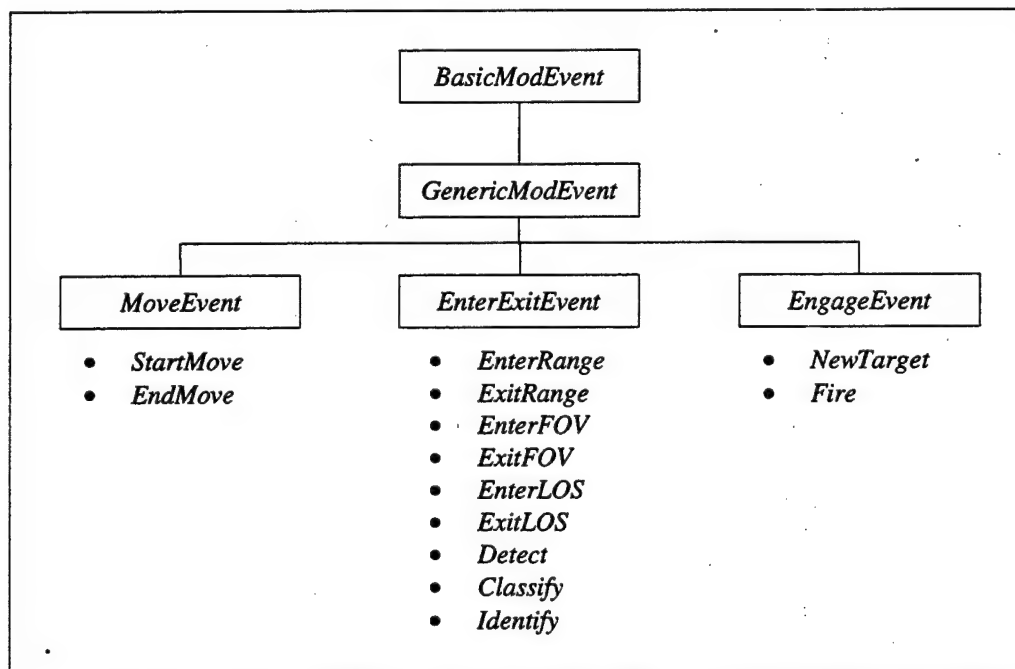 BasicModEvent
GenericModEvent
MoveEvent
EnterExitEvent
EngageEvent
• StartMove
• EndMove
• EnterRange
• ExitRange
• EnterFOV
• ExitFOV
• EnterLOS
• ExitLOS
• Detect
• Classify
• Identify
• NewTarget
• Fire